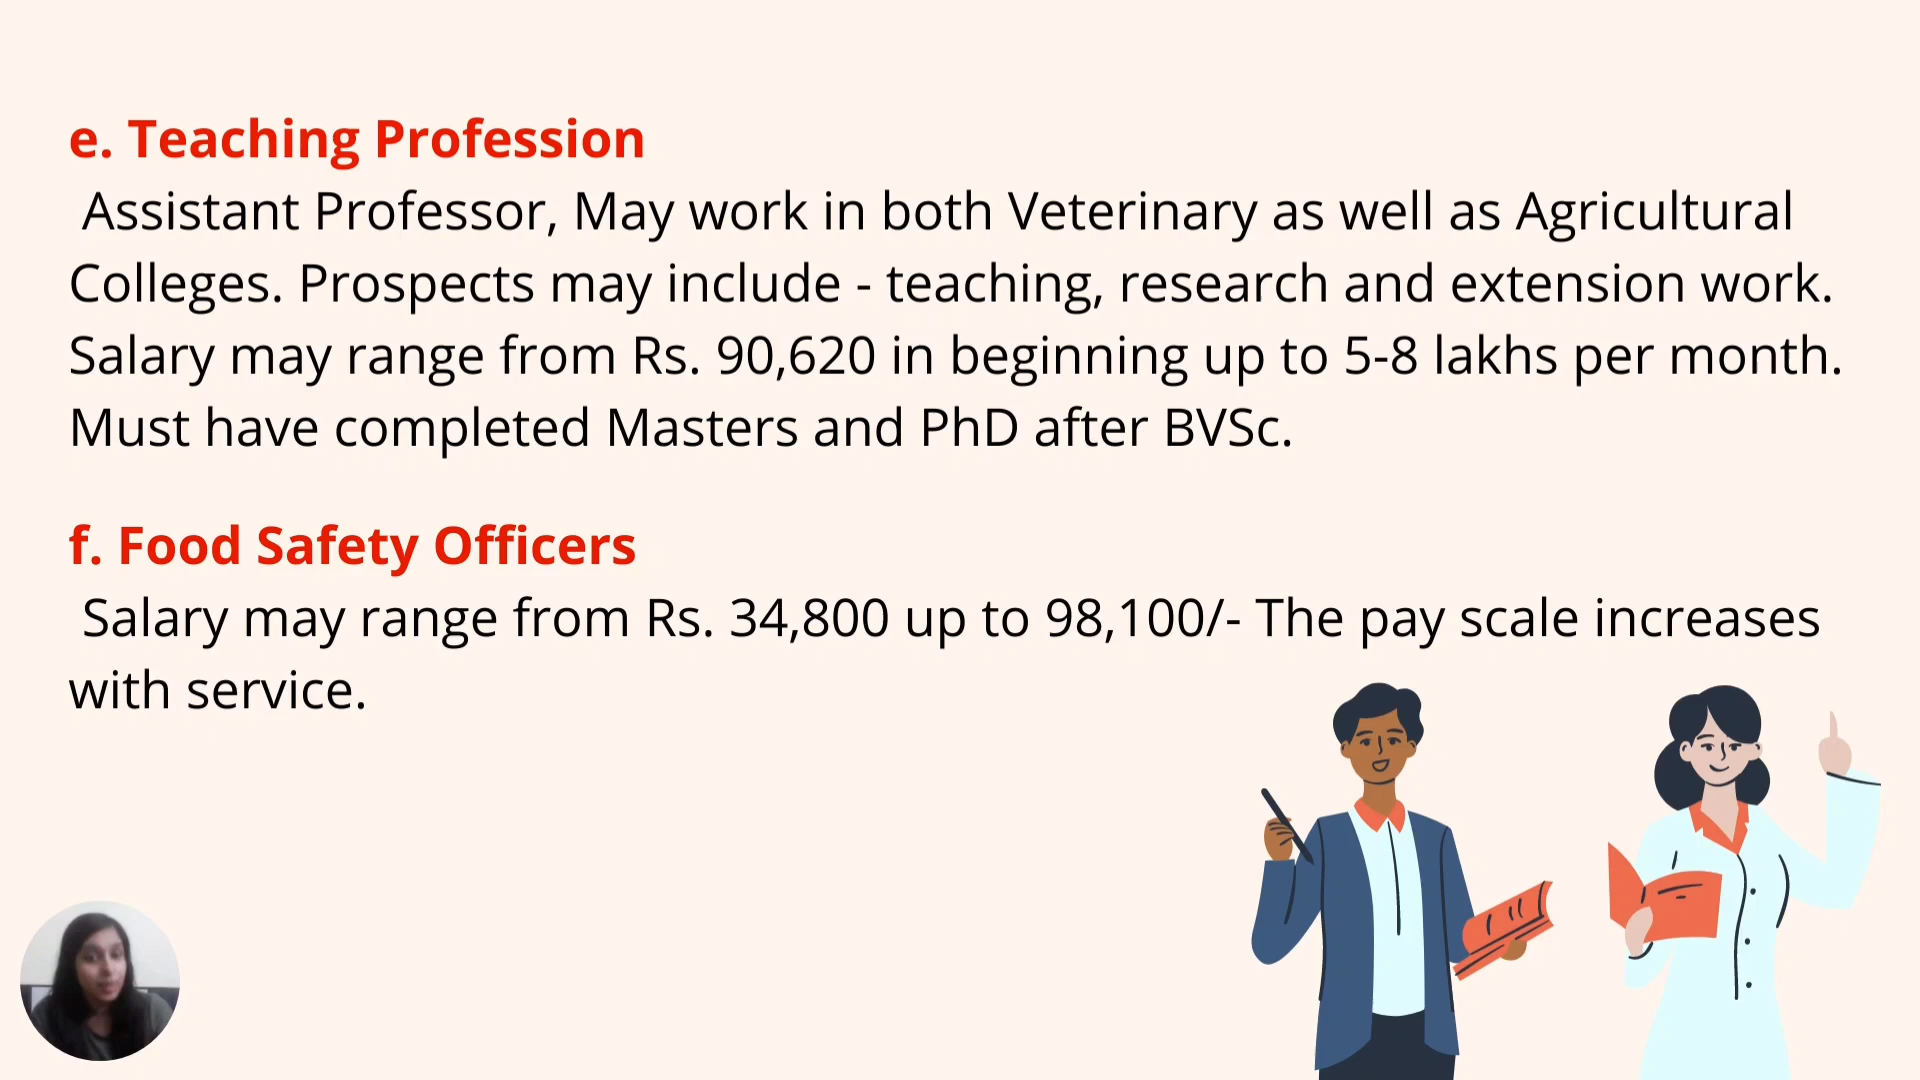 e. Teaching Profession
Assistant Professor, May work in both Veterinary as well as Agricultural
Colleges. Prospects may include - teaching, research and extension work.
Salary may range from Rs. 90,620 in beginning up to 5-8 lakhs per month.
Must have completed Masters and PhD after BVSc.
f. Food Safety Officers
Salary may range from Rs. 34,800 up to 98,100/- The pay scale increases
with service.